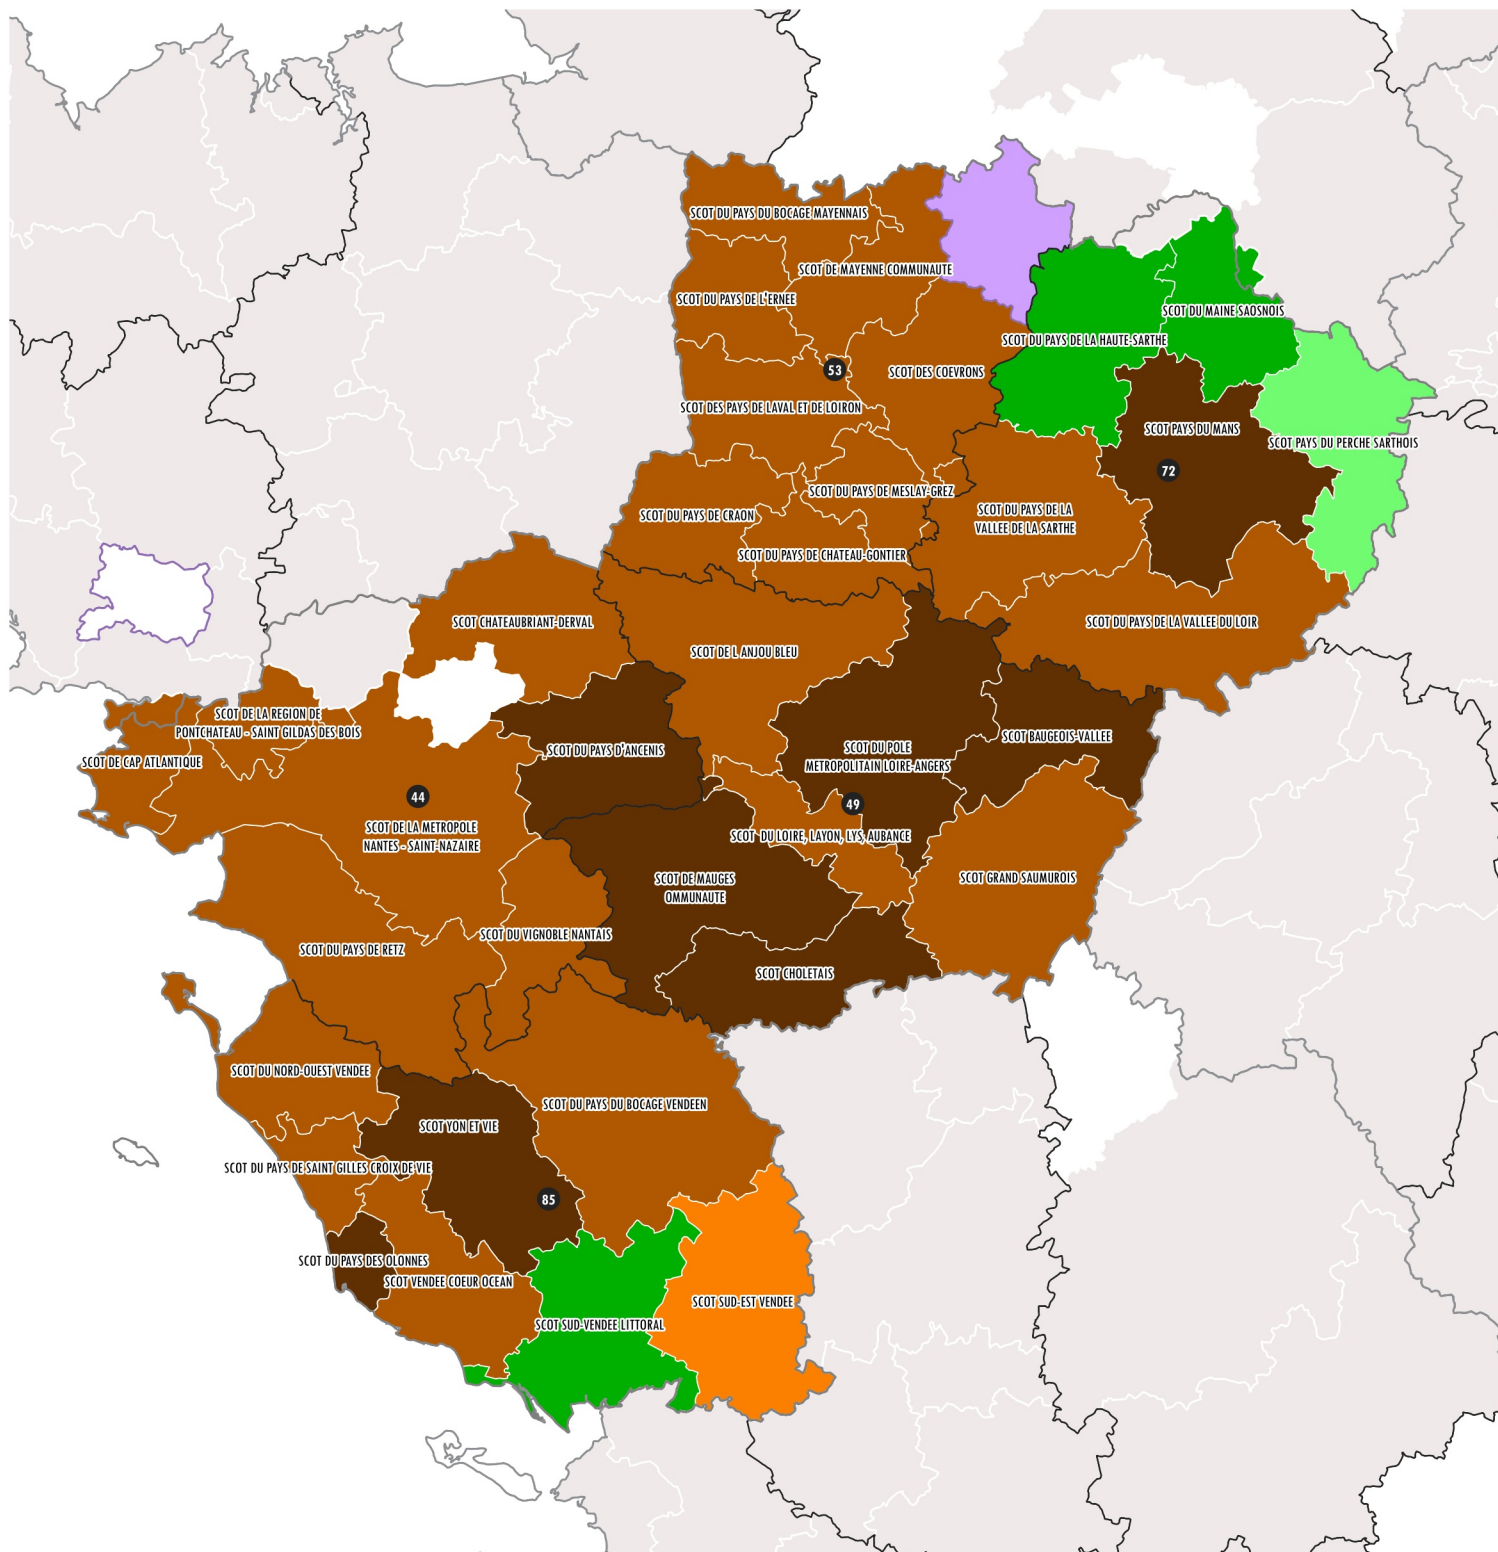 SCOT DU PAYS DU BOCAGE MAYENNAIS
SCOT DE MAYENNE COMMUNAUTE
SCOT DU PAYS DE L'ERNEE
SCOT DU MAINE SAOSNOIS
SCOT DU PAYS DE LA HAUTE-SARTHE
53
SCOT DES COEVRONS
SCOT DES PAYS DE LAVAL ET DE LOIRON
SCOT PAYS DU MANS
SCOT PAYS DU PERCHE SARTHOIS
72
SCOT DU PAYS DE MESLAY-GREZ
SCOT DU PAYS DE CRAON
SCOT DU PAYS DE LA
VALLEE DE LA SARTHE
SCOT DU PAYS DE CHATEAU-GONTIER
SCOT CHATEAUBRIANT-DERVAL
SCOT DU PAYS DE LA VALLEE DU LOIR
SCOT DE L ANJOU BLEU
SCOT DE LA REGION DE
PONTCHATEAU - SAINT GILDAS DES BOIS
SCOT BAUGEOIS-VALLEE
SCOT DU PAYS D'ANCENIS
SCOT DU POLE
METROPOLITAIN LOIRE-ANGERS
SCOT DE CAP ATLANTIQUE
44
49
SCOT DE LA METROPOLE
NANTES - SAINT-NAZAIRE
SCOT  DU LOIRE, LAYON, LYS, AUBANCE
SCOT DE MAUGES
OMMUNAUTE
SCOT GRAND SAUMUROIS
SCOT DU VIGNOBLE NANTAIS
SCOT DU PAYS DE RETZ
SCOT CHOLETAIS
SCOT DU NORD-OUEST VENDEE
SCOT DU PAYS DU BOCAGE VENDEEN
SCOT YON ET VIE
SCOT DU PAYS DE SAINT GILLES CROIX DE VIE
85
SCOT DU PAYS DES OLONNES
SCOT VENDEE COEUR OCEAN
SCOT SUD-EST VENDEE
SCOT SUD-VENDEE LITTORAL